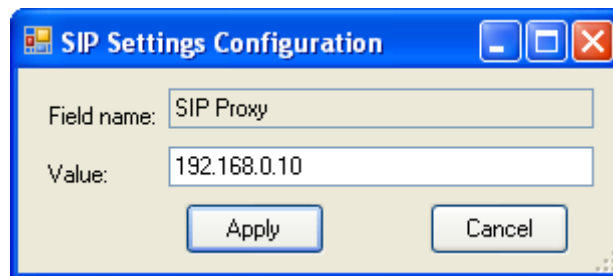 SIP Settings Configuration
Field name: SIP Proxy
Value: 192.168.0.10
Apply Cancel